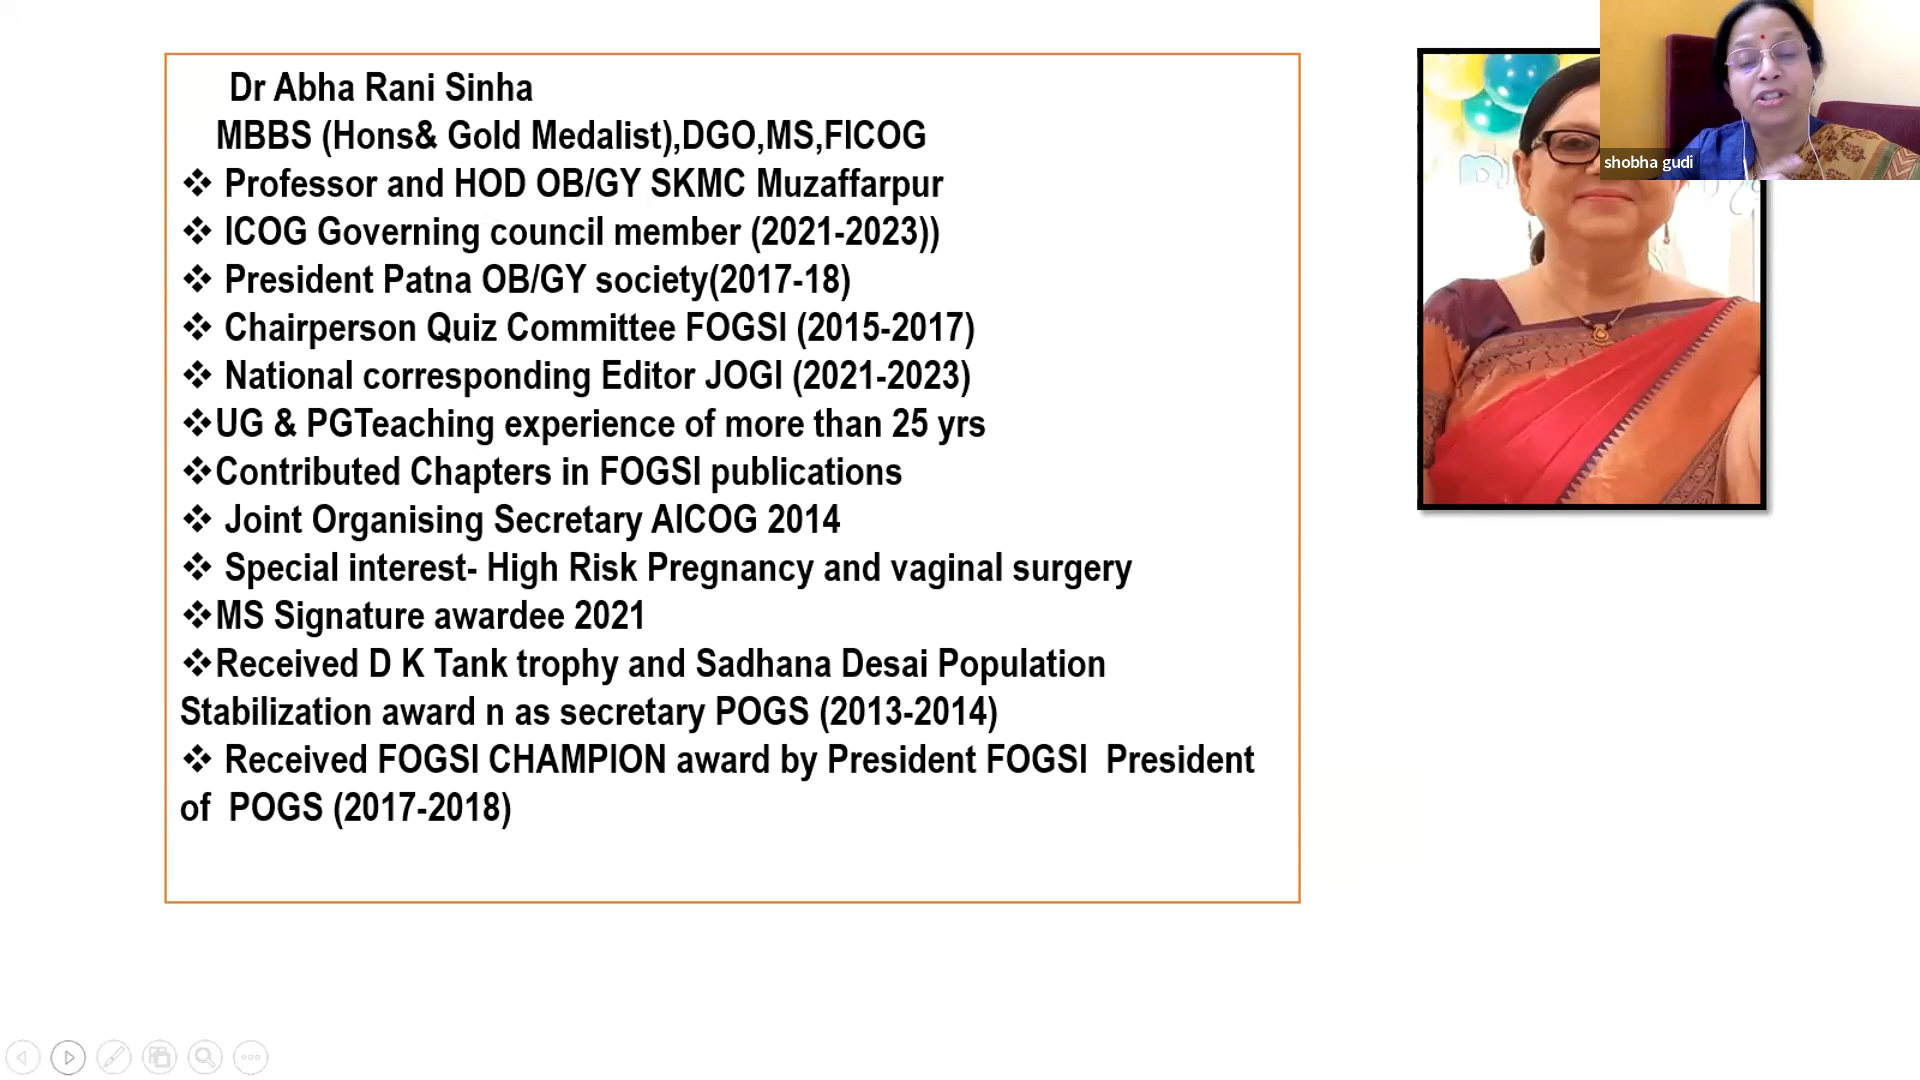 Dr Abha Rani Sinha
MBBS (Hons& Gold Medalist),DGO,MS,FICOG
❖ Professor and HOD OB/GY SKMC Muzaffarpur
❖ ICOG Governing council member (2021-2023))
❖ President Patna OB/GY society(2017-18)
❖ Chairperson Quiz Committee FOGSI (2015-2017)
❖ National corresponding Editor JOGI (2021-2023)
❖UG & PGTeaching experience of more than 25 yrs
❖Contributed Chapters in FOGSI publications
❖ Joint Organising Secretary AICOG 2014
❖ Special interest- High Risk Pregnancy and vaginal surgery
❖MS Signature awardee 2021
❖Received D K Tank trophy and Sadhana Desai Population
Stabilization award n as secretary POGS (2013-2014)
❖ Received FOGSI CHAMPION award by President FOGSI  President
of  POGS (2017-2018)
shobha gudi